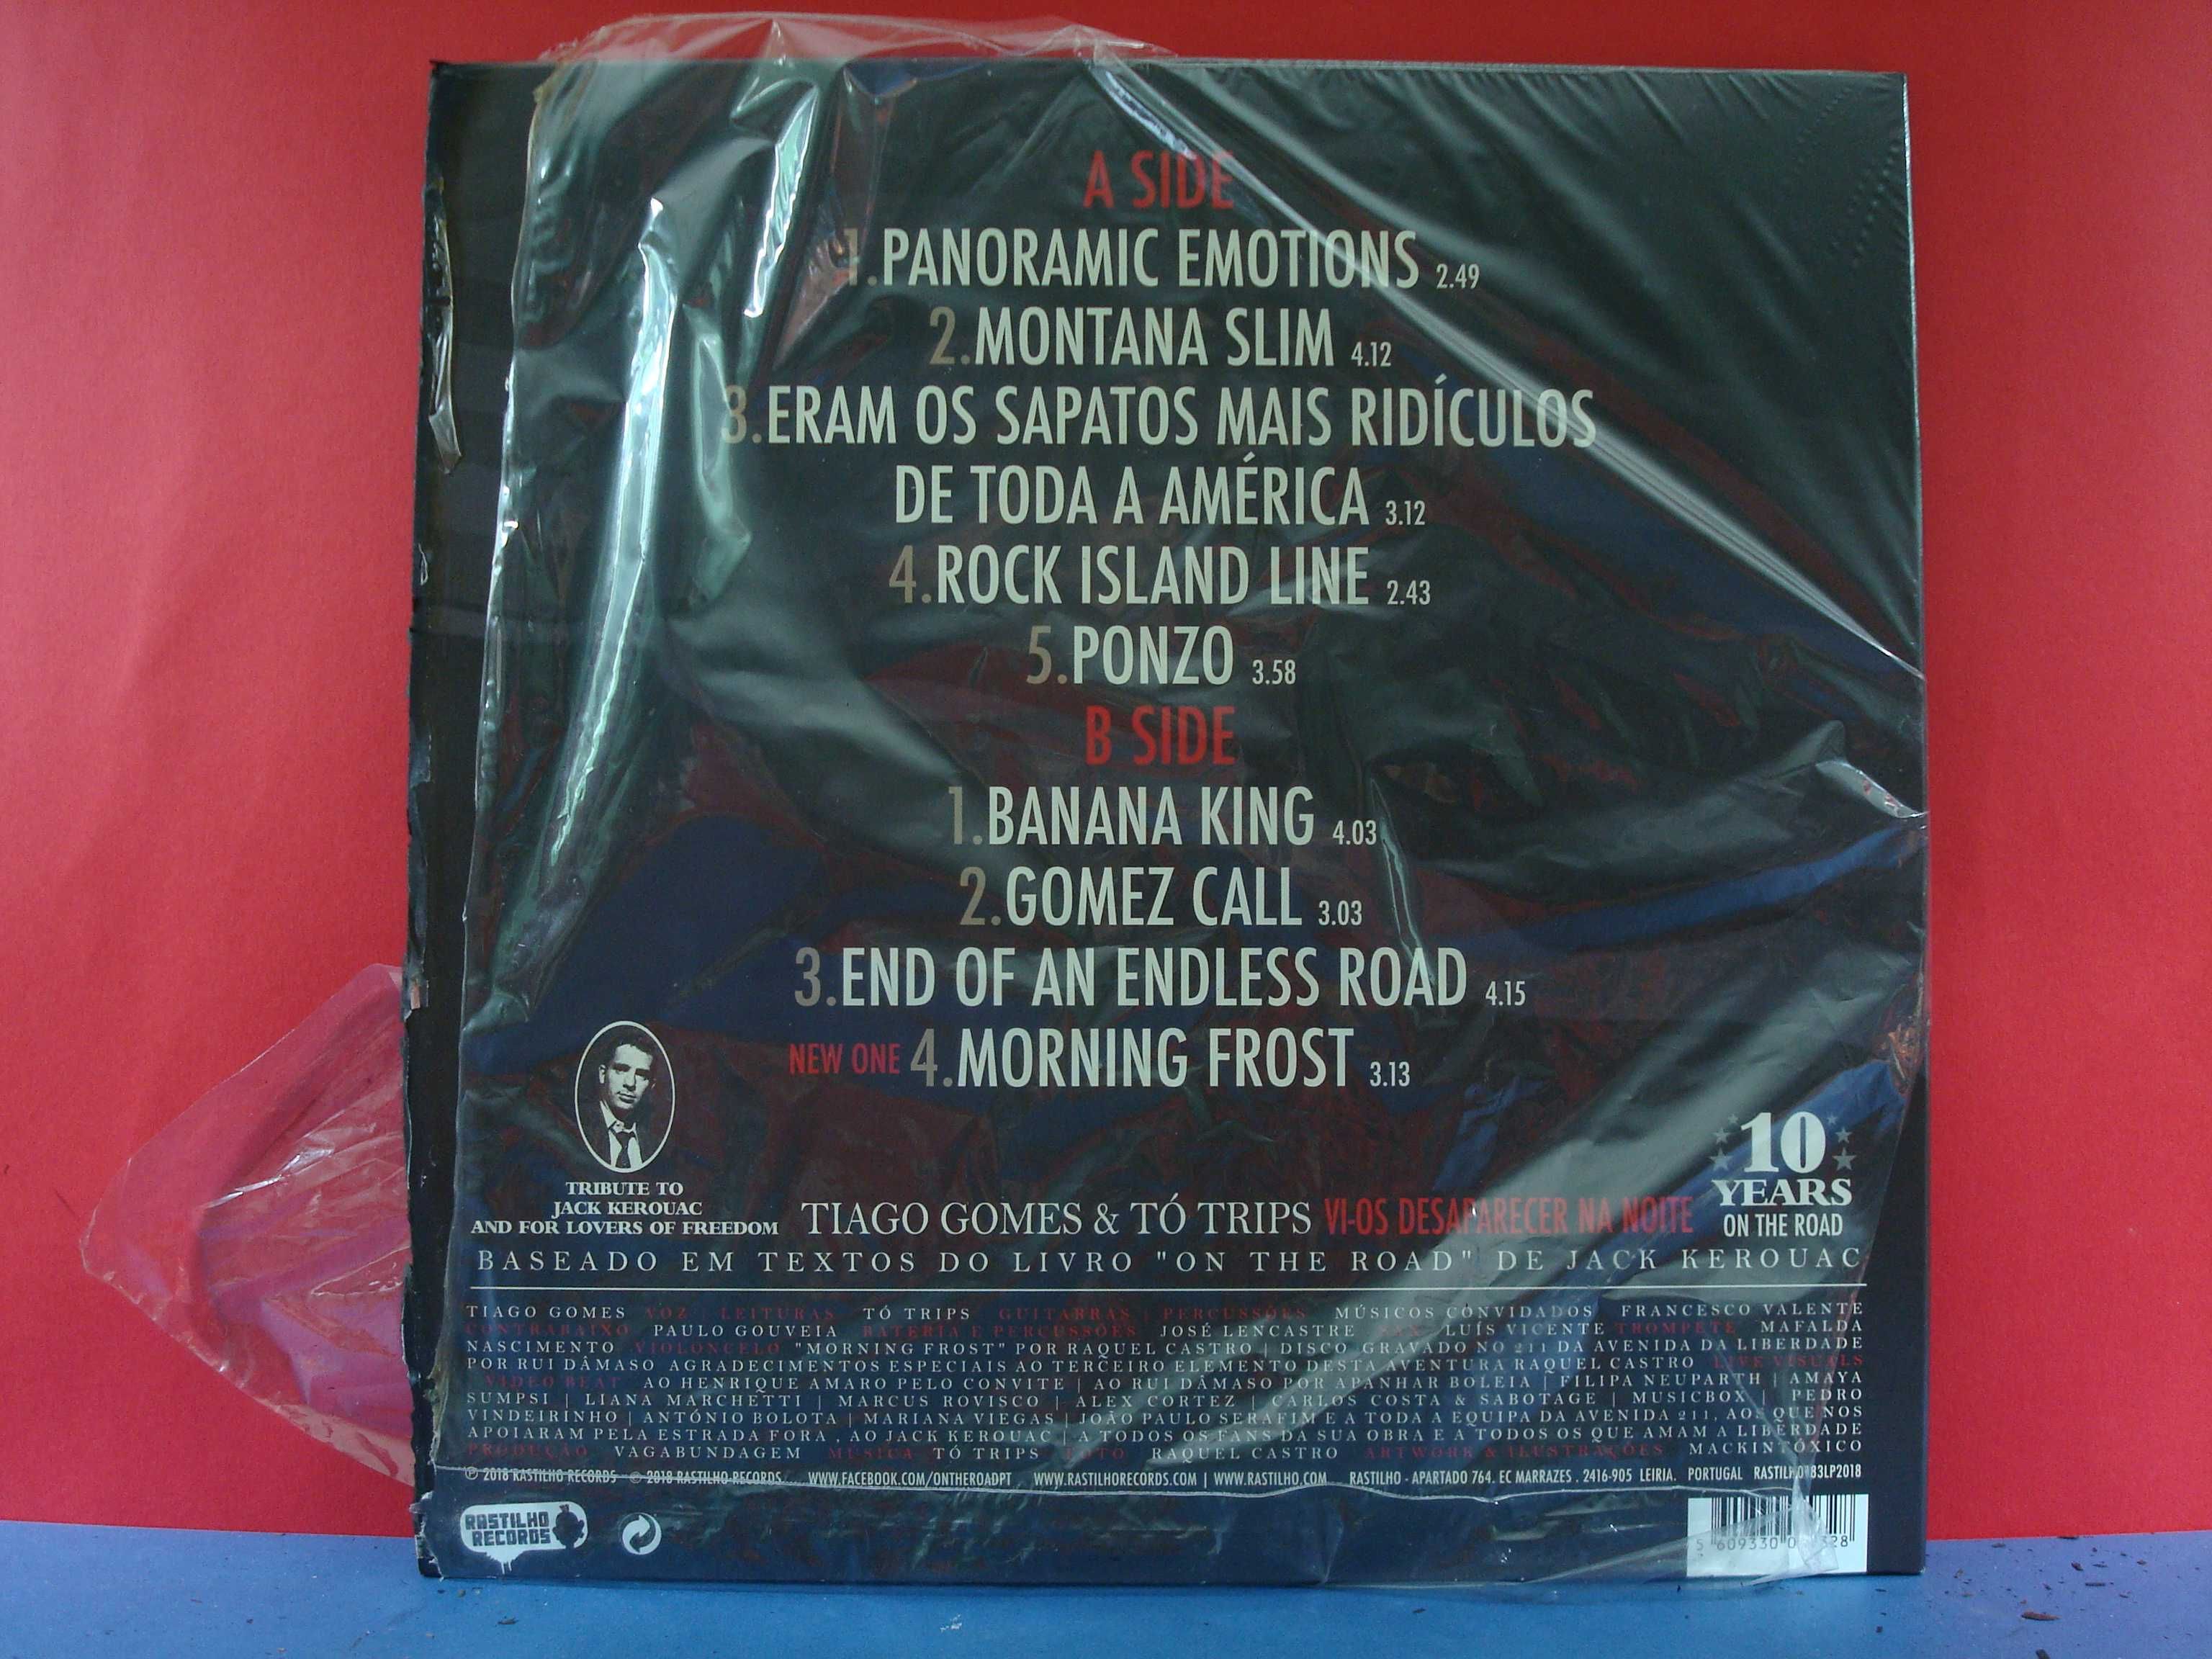 A SIDE
1.PANORAMIC EMOTIONS 2.49
2.MONTANA SLIM 4.12
3.ERAM OS SAPATOS MAIS RIDÍCULOS
DE TODA A AMÉRICA 3.12
4.ROCK ISLAND LINE 2.43
5.PONZO 3.58
B SIDE
1.BANANA KING 4.03
2.GOMEZ CALL 3.03
3.END OF AN ENDLESS ROAD 4.15
NEW ONE 4.MORNING FROST 3.13
TRIBUTE TO
JACK KEROUAC
AND FOR LOVERS OF FREEDOM
TIAGO GOMES & TÓ TRIPS VI-OS DESAPARECER NA NOITE
10
YEARS
ON THE ROAD
BASEADO EM TEXTOS DO LIVRO "ON THE ROAD" DE JACK KEROUAC
TIAGO GOMES VOZ | LEITURAS TÓ TRIPS GUITARRAS | PERCUSSÕES MÚSICOS CONVIDADOS FRANCESCO VALENTE
CONTRABAIXO PAULO GOUVEIA BATERIA E PERCUSSÕES JOSÉ LENCASTRE SAX LUÍS VICENTE TROMPETE MAFALDA
NASCIMENTO VIOLONCELO "MORNING FROST" POR RAQUEL CASTRO | DISCO GRAVADO NO 211 DA AVENIDA DA LIBERDADE
POR RUI DÂMASO AGRADECIMENTOS ESPECIAIS AO TERCEIRO ELEMENTO DESTA AVENTURA RAQUEL CASTRO LIVE VISUALS
VIDEO BEAT AO HENRIQUE AMARO PELO CONVITE | AO RUI DÂMASO POR APANHAR BOLEIA | FILIPA NEUPARTH | AMAYA
SUMPSI | LIANA MARCHETTI | MARCUS ROVISCO | ALEX CORTEZ | CARLOS COSTA & SABOTAGE | MUSICBOX | PEDRO
VINDEIRINHO | ANTÓNIO BOLOTA | MARIANA VIEGAS | JOÃO PAULO SERAFIM E A TODA A EQUIPA DA AVENIDA 211, AOS QUE NOS
APOIARAM PELA ESTRADA FORA , AO JACK KEROUAC | A TODOS OS FANS DA SUA OBRA E A TODOS OS QUE AMAM A LIBERDADE
PRODUÇÃO VAGABUNDAGEM MÚSICA TÓ TRIPS FOTO RAQUEL CASTRO ARTWORK & ILUSTRAÇÕES MACKINTÓXICO
℗ 2018 RASTILHO RECORDS © 2018 RASTILHO RECORDS WWW.FACEBOOK.COM/ONTHEROADPT WWW.RASTILHORECORDS.COM | WWW.RASTILHO.COM RASTILHO - APARTADO 764. EC MARRAZES . 2416-905 LEIRIA. PORTUGAL
RASTILHO
RECORDS
5 609330